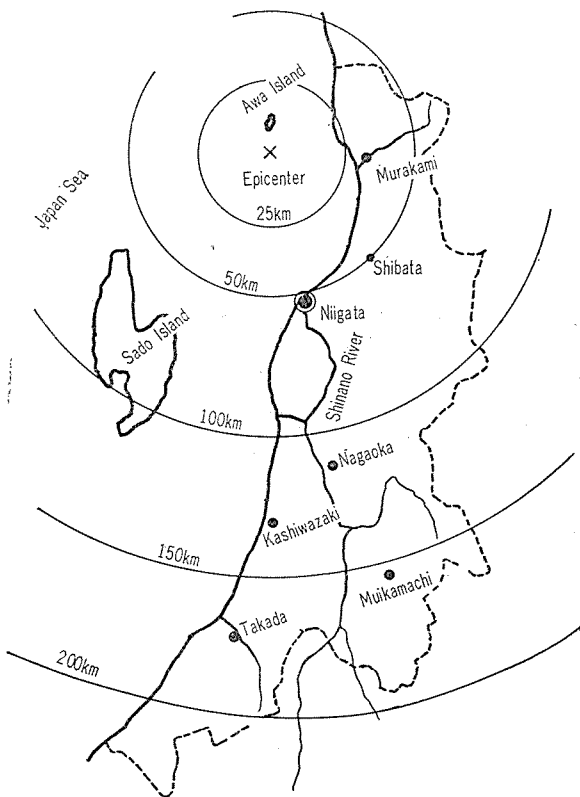 Awa Island
Epicenter
25km
Murakami
Japan Sea
Shibata
50km
Niigata
Sado Island
Shinano River
100km
Nagaoka
Kashiwazaki
150km
Muikamachi
Takada
200km